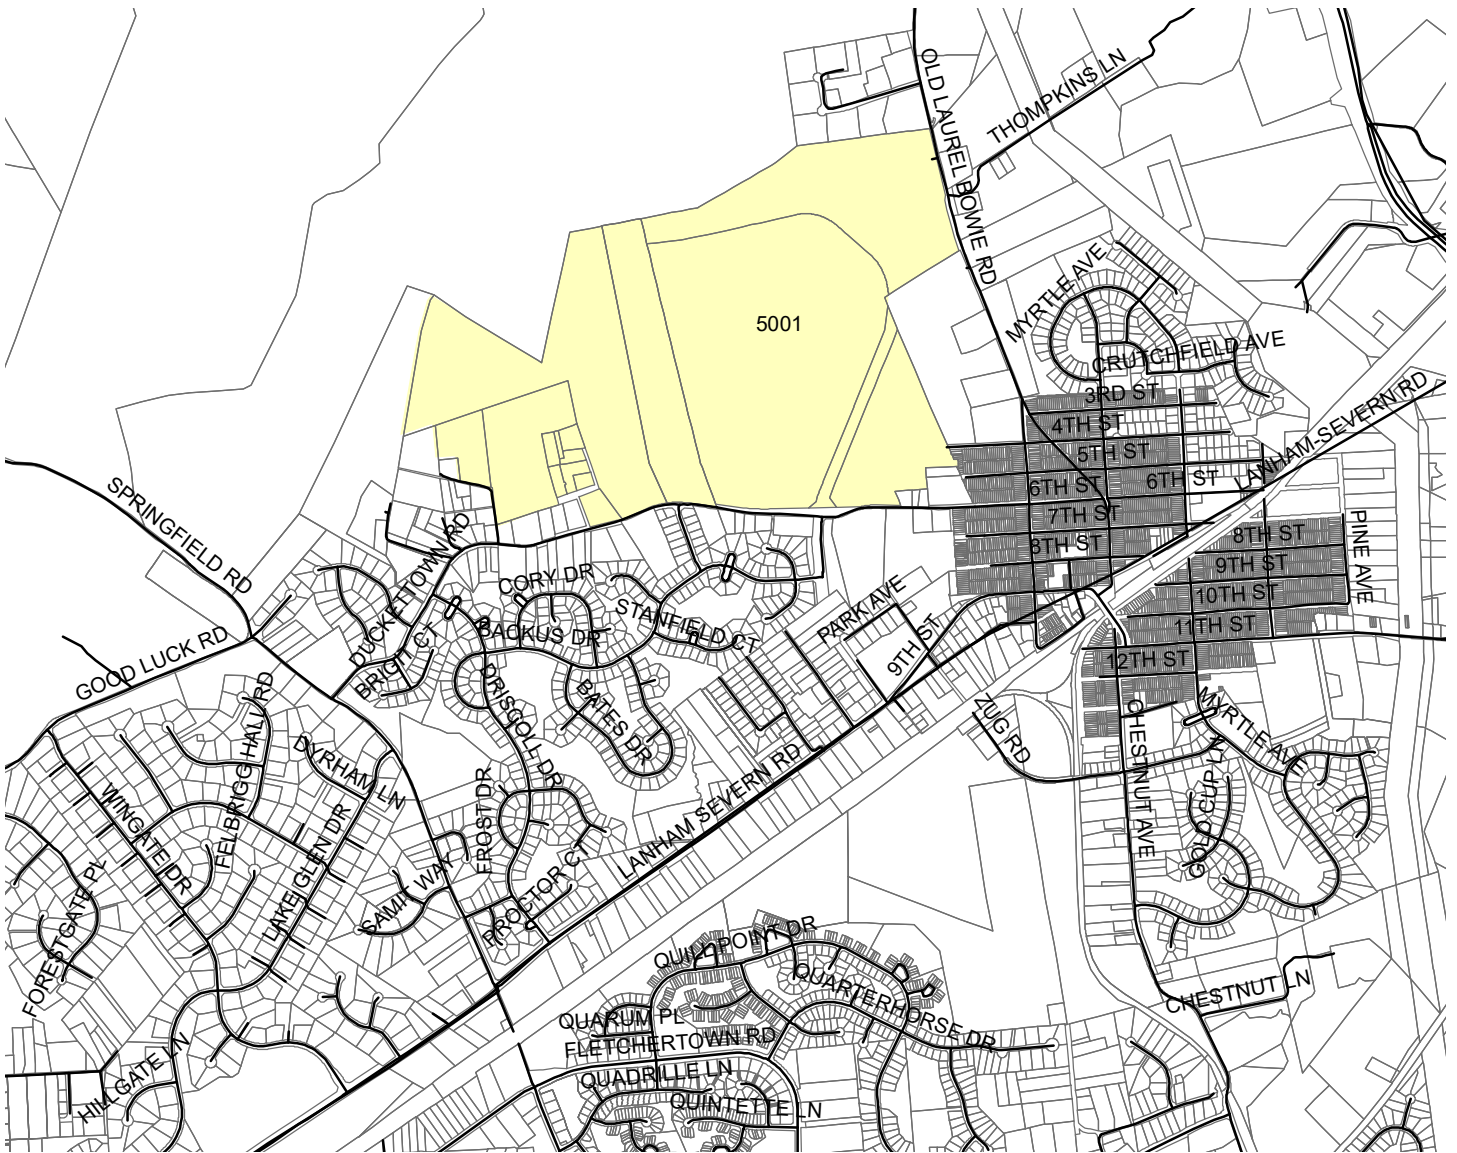 OLD LAUREL BOWIE RD
THOMPKINS LN
MYRTLE AVE
5001
CRUTCHFIELD AVE
3RD ST
4TH ST
5TH ST
6TH ST
6TH ST
LANHAM-SEVERN RD
7TH ST
8TH ST
8TH ST
9TH ST
10TH ST
11TH ST
12TH ST
PINE AVE
SPRINGFIELD RD
DUCKETTOWN RD
CORY DR
BACKUS DR
STANFIELD CT
PARK AVE
9TH ST
GOOD LUCK RD
BRIGIT CT
DRISCOLL DR
BATES DR
ZUG RD
MYRTLE AVE
CHESTNUT AVE
GOLD CUP LN
FELBRIGG HALL RD
DYRHAM LN
WINGATE DR
LAKE GLEN DR
FROST DR
LANHAM SEVERN RD
FORESTGATE PL
SAMIT WAY
PROCTOR CT
QUILL POINT DR
QUARTERHORSE DR
CHESTNUT LN
QUARUM PL
FLETCHERTOWN RD
QUADRILLE LN
QUINTETTE LN
HILLGATE LN